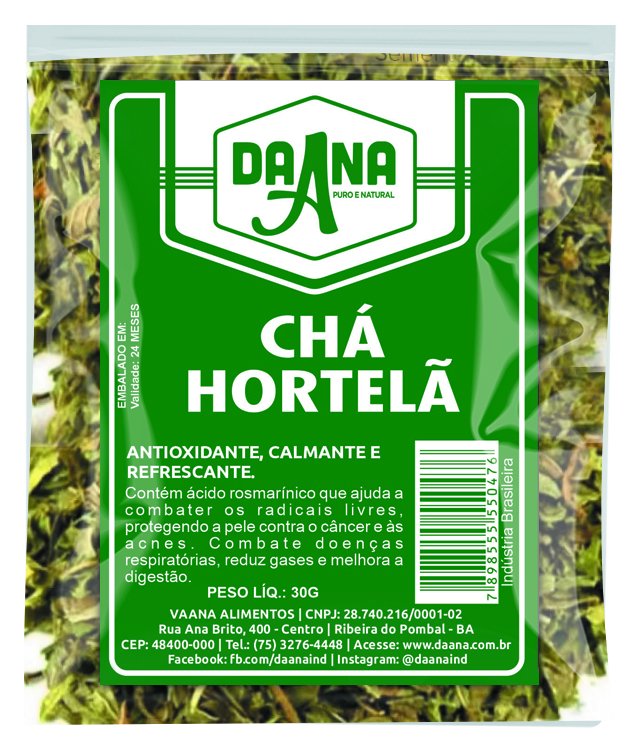 DAANA
PURO E NATURAL
CHÁ
HORTELÃ
EMBALADO EM:
Validade: 24 MESES
ANTIOXIDANTE, CALMANTE E
REFRESCANTE.
Contém ácido rosmarínico que ajuda a
combater os radicais livres,
protegendo a pele contra o câncer e às
acnes. Combate doenças
respiratórias, reduz gases e melhora a
digestão.
PESO LÍQ.: 30G
7 898555 550476
Indústria Brasileira
VAANA ALIMENTOS | CNPJ: 28.740.216/0001-02
Rua Ana Brito, 400 - Centro | Ribeira do Pombal - BA
CEP: 48400-000 | Tel.: (75) 3276-4448 | Acesse: www.daana.com.br
Facebook: fb.com/daanaind | Instagram: @daanaind